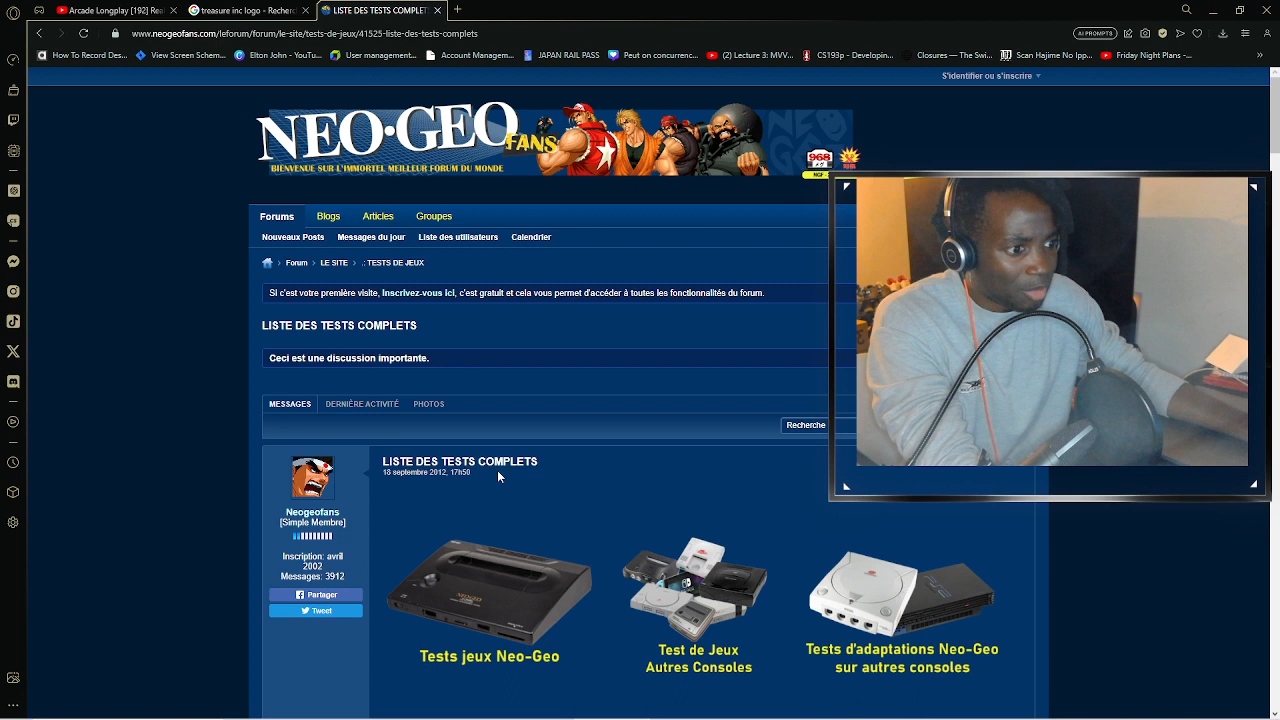 Arcade Longplay [192] Rea
treasure inc logo - Recherc
LISTE DES TESTS COMPLET
www.neogeofans.com/leforum/forum/le-site/tests-de-jeux/41525-liste-des-tests-complets
AI PROMPTS
How To Record Des...
Viewing Screen S...
Elton John - YouTu...
Account Managem...
JAPAN RAIL PASS
Peut on concurrenc...
(2) Lecture 3: MVV...
CS193p - Developin...
Closures — The Swi...
Scan Hajime No Ipp...
Friday Night Plans -...
S'identifier ou s'inscrire
NEO•GEO
FANS
BIENVENUE SUR L'IMMORTEL MEILLEUR FORUM DU MONDE
968
NGF
Forums Blogs Articles Groupes
Nouveaux Posts Messages du jour Liste des utilisateurs Calendrier
Forum > LE SITE > .: TESTS DE JEUX
Si c'est votre première visite, Inscrivez-vous ici, c'est gratuit et cela vous permet d'accéder à toutes les fonctionnalités du forum.
LISTE DES TESTS COMPLETS
Ceci est une discussion importante.
MESSAGES DERNIÈRE ACTIVITÉ PHOTOS
Recherche
LISTE DES TESTS COMPLETS
18 septembre 2012, 17h50
Neogeofans
[Simple Membre]
Inscription: avril
2002
Messages: 3912
Partager
Tweet
Tests jeux Neo-Geo
Test de Jeux
Autres Consoles
Tests d'adaptations Neo-Geo
sur autres consoles